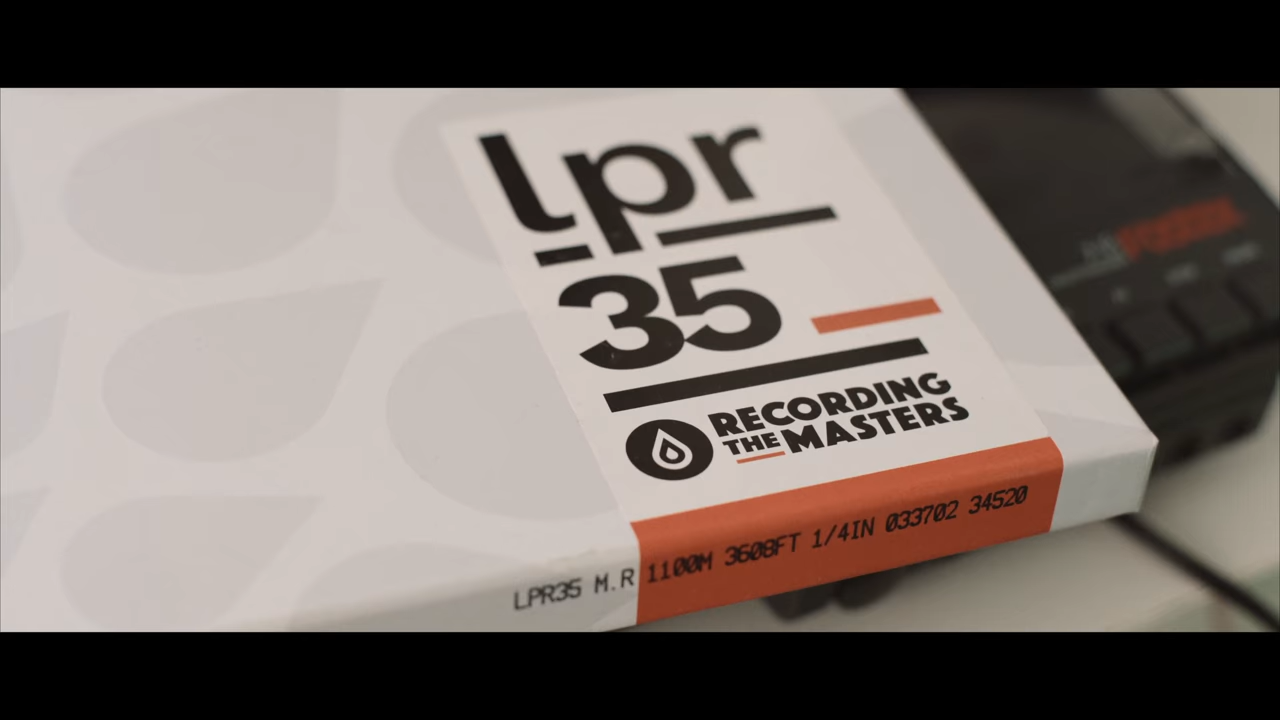 lpr
35
RECORDING
THE MASTERS
LPR35 M.R 1100M 3608FT 1/4IN 033702 34520